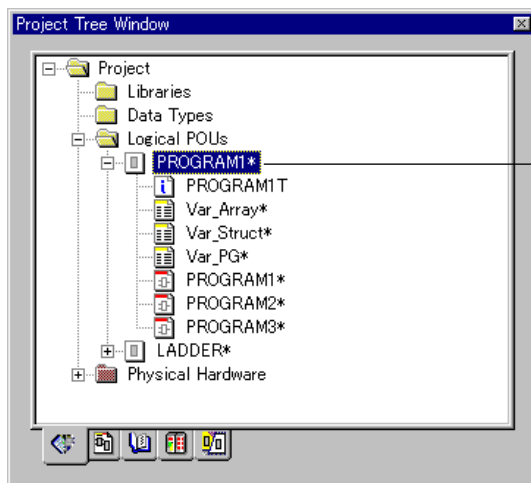 Project Tree Window
Project
Libraries
Data Types
Logical POUs
PROGRAM1*
PROGRAM1T
Var_Array*
Var_Struct*
Var_PG*
PROGRAM1*
PROGRAM2*
PROGRAM3*
LADDER*
Physical Hardware